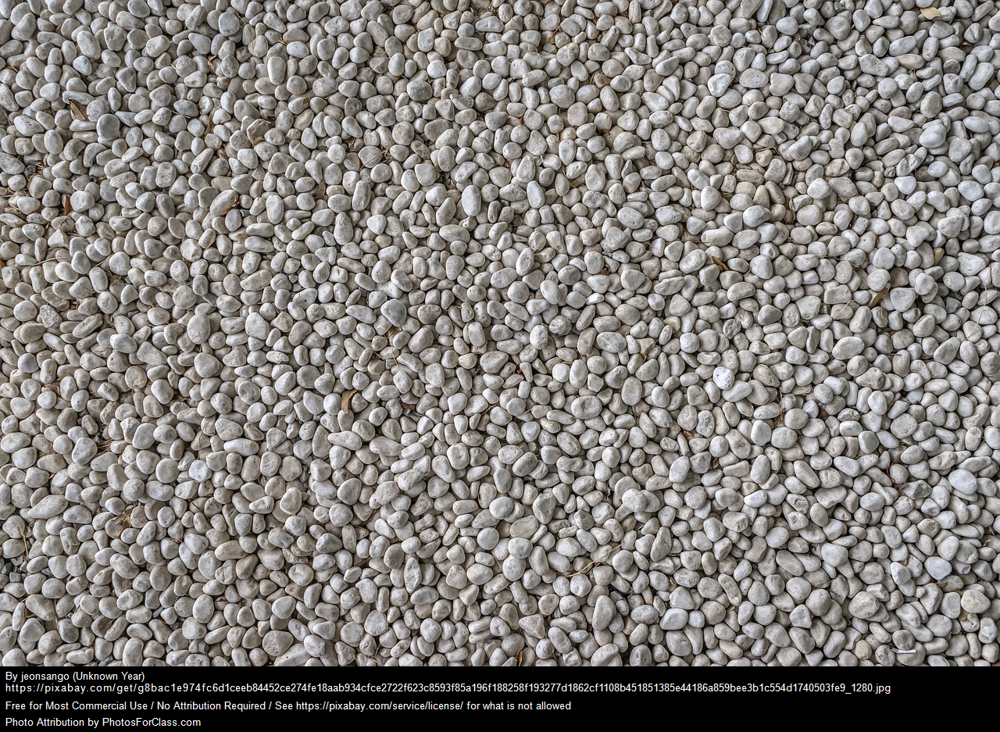 By jeonsango (Unknown Year)
https://pixabay.com/get/g8bac1e974fc6d1ceeb84452ce274fe18aab934cfce2722f623c8593f85a196f188258f193277d1862cf1108b451851385e44186a859bee3b1c554d1740503fe9_1280.jpg
Free for Most Commercial Use / No Attribution Required / See https://pixabay.com/service/license/ for what is not allowed
Photo Attribution by PhotosForClass.com